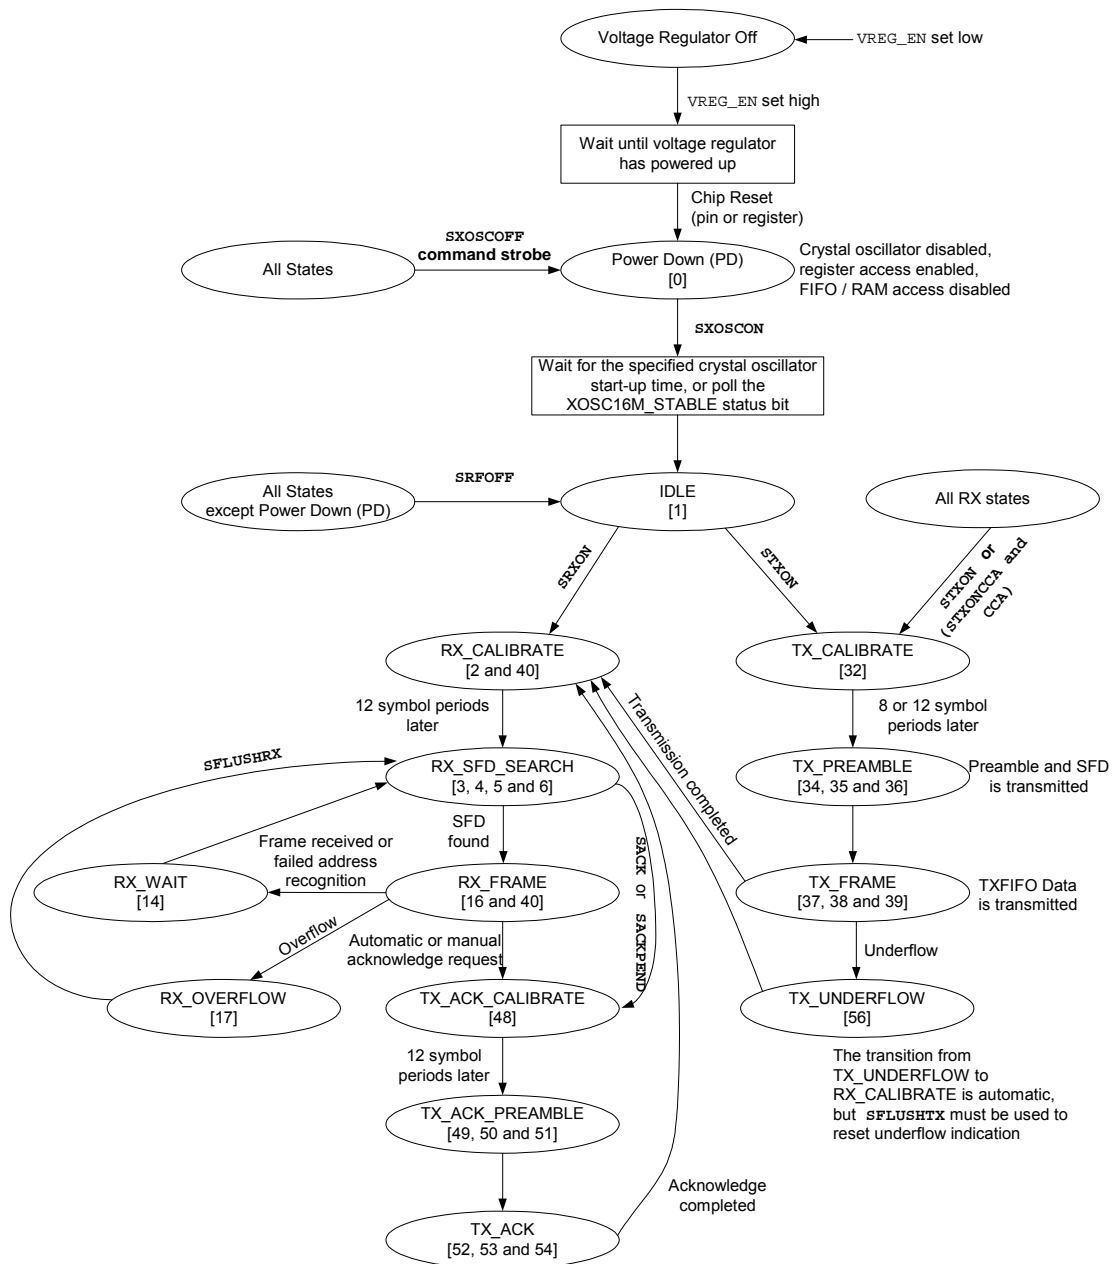 Voltage Regulator Off
VREG_EN set low
VREG_EN set high
Wait until voltage regulator
has powered up
Chip Reset
(pin or register)
SXOSCOFF
command strobe
All States
Power Down (PD)
[0]
Crystal oscillator disabled,
register access enabled,
FIFO / RAM access disabled
SXOSCON
Wait for the specified crystal oscillator
start-up time, or poll the
XOSC16M_STABLE status bit
All States
except Power Down (PD)
SRFOFF
IDLE
[1]
All RX states
SRXON
STXON
STXON or
(STXONCCA and
CCA)
RX_CALIBRATE
[2 and 40]
TX_CALIBRATE
[32]
12 symbol periods
later
8 or 12 symbol
periods later
Transmission completed
SFLUSHRX
RX_SFD_SEARCH
[3, 4, 5 and 6]
TX_PREAMBLE
[34, 35 and 36]
Preamble and SFD
is transmitted
SFD
found
Frame received or
failed address
recognition
SACK or SACKPEND
RX_WAIT
[14]
RX_FRAME
[16 and 40]
TX_FRAME
[37, 38 and 39]
TXFIFO Data
is transmitted
Overflow
Automatic or manual
acknowledge request
Underflow
RX_OVERFLOW
[17]
TX_ACK_CALIBRATE
[48]
TX_UNDERFLOW
[56]
12 symbol
periods later
The transition from
TX_UNDERFLOW to
RX_CALIBRATE is automatic,
but SFLUSHTX must be used to
reset underflow indication
TX_ACK_PREAMBLE
[49, 50 and 51]
Acknowledge
completed
TX_ACK
[52, 53 and 54]